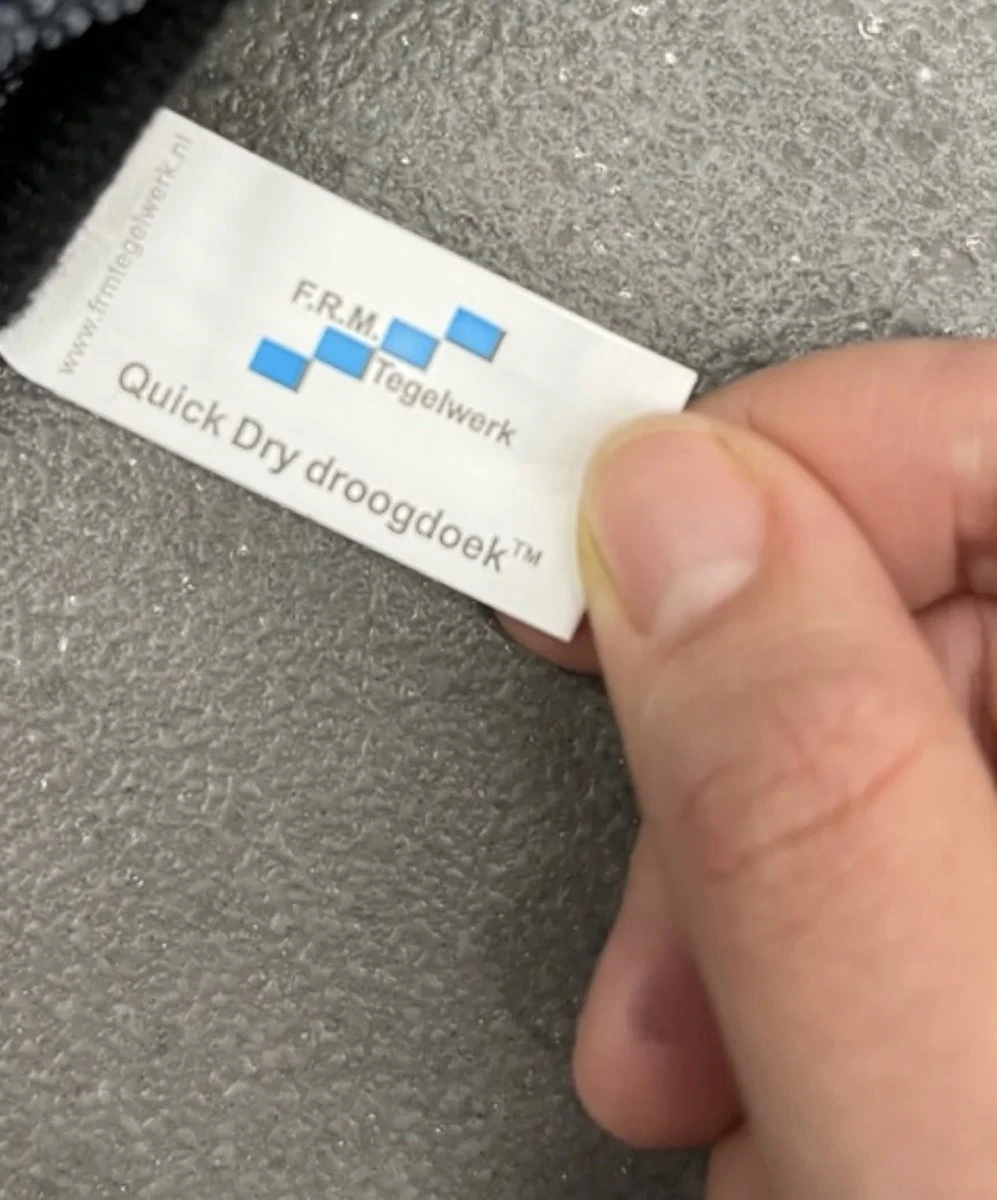 www.frmtegelwerk.nl
F.R.M.
Tegelwerk
Quick Dry droogdoek™